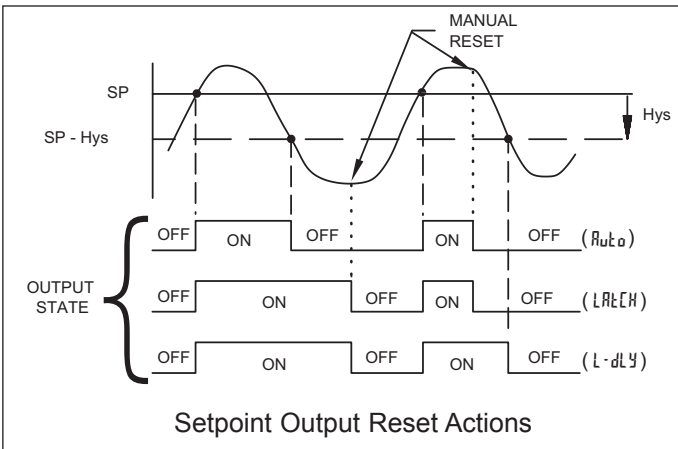 MANUAL
RESET
SP
Hys
SP - Hys
OFF ON OFF ON OFF (Auto)
OUTPUT
STATE
OFF ON OFF ON OFF (LAtCH)
OFF ON OFF ON OFF (L-dLY)
Setpoint Output Reset Actions